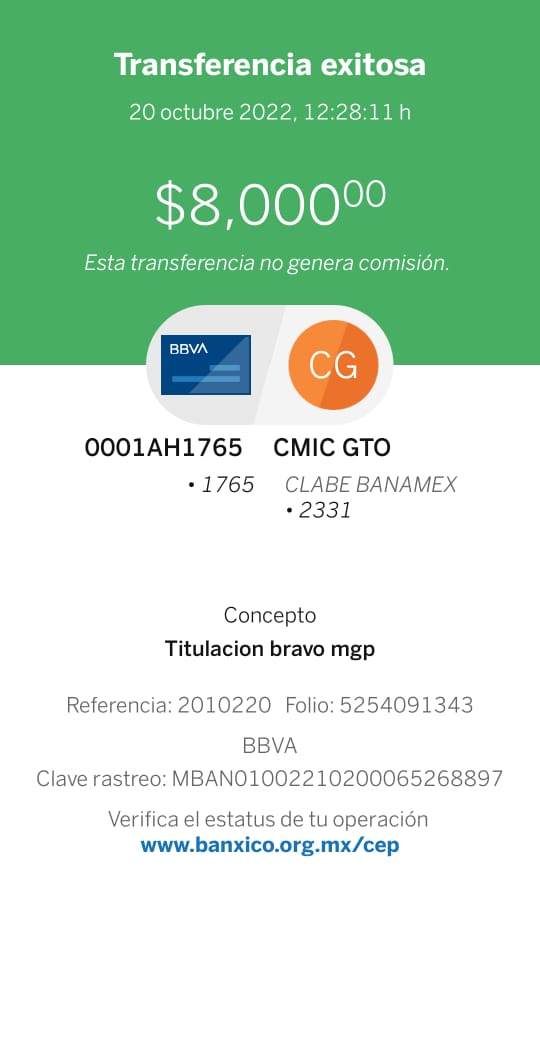 Transferencia exitosa
20 octubre 2022, 12:28:11 h
$8,000⁰⁰
Esta transferencia no genera comisión.
BBVA
CG
0001AH1765 CMIC GTO
• 1765 CLABE BANAMEX
• 2331
Concepto
Titulacion bravo mgp
Referencia: 2010220 Folio: 5254091343
BBVA
Clave rastreo: MBAN01002210200065268897
Verifica el estatus de tu operación
www.banxico.org.mx/cep